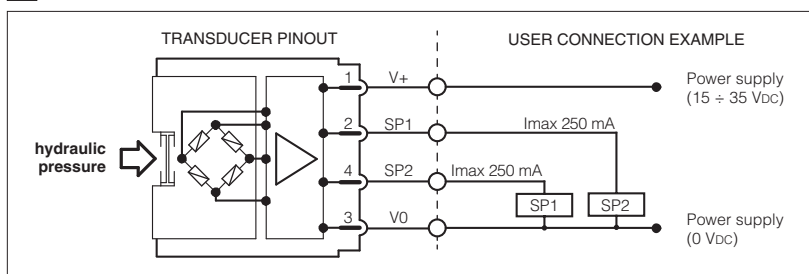 TRANSDUCER PINOUT
USER CONNECTION EXAMPLE
1 V+
Power supply
(15 ÷ 35 VDC)
2 SP1 Imax 250 mA
hydraulic
pressure
4 SP2 Imax 250 mA
SP1 SP2
3 V0
Power supply
(0 VDC)